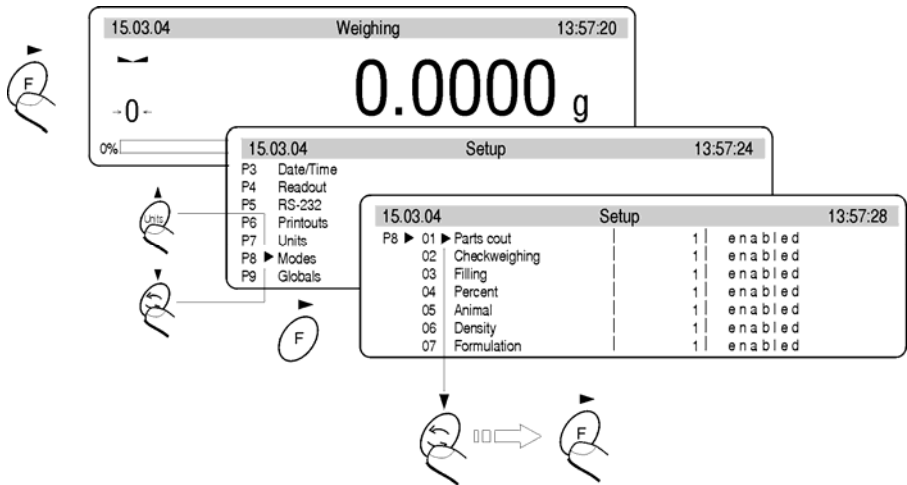 15.03.04 Weighing 13:57:20
F
0.0000 g
→0←
0%
15.03.04 Setup 13:57:24
P3 Date/Time
P4 Readout
P5 RS-232
P6 Printouts
P7 Units
P8 ▶ Modes
P9 Globals
Units
F
15.03.04 Setup 13:57:28
P8 ▶ 01 ▶ Parts cout | 1 | enabled
02 Checkweighing | 1 | enabled
03 Filling | 1 | enabled
04 Percent | 1 | enabled
05 Animal | 1 | enabled
06 Density | 1 | enabled
07 Formulation | 1 | enabled
F